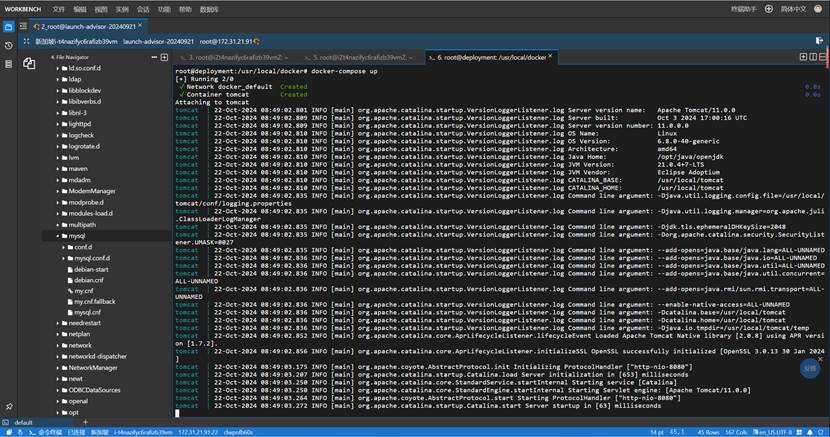 WORKBENCH 文件 编辑 视图 实例 会话 功能 帮助 数据库 终端助手 简体中文
2_root@launch-advisor-20240921
新加坡i-t4nazifyc6rafizb39vm launch-advisor-20240921 root@172.31.21.91
6. File Navigator
3. root@iZt4nazifyc6rafizb39vmZ: ~ 5. root@iZt4nazifyc6rafizb39vmZ: ~ 6. root@deployment: /usr/local/docker
ld.so.conf.d
ldap
libblockdev
libibverbs.d
libnl-3
lighttpd
logcheck
logrotate.d
lvm
maven
mdadm
ModemManager
modprobe.d
modules-load.d
multipath
mysql
conf.d
mysql.conf.d
debian-start
debian.cnf
my.cnf
my.cnf.fallback
mysql.cnf
needrestart
netplan
network
networkd-dispatcher
NetworkManager
newt
ODBCDataSources
openal
opt
root@deployment:/usr/local/docker# docker-compose up
[+] Running 2/0
✓ Network docker_default Created 0.0s
✓ Container tomcat Created 0.0s
Attaching to tomcat
tomcat | 22-Oct-2024 08:49:02.801 INFO [main] org.apache.catalina.startup.VersionLoggerListener.log Server version name: Apache Tomcat/11.0.0
tomcat | 22-Oct-2024 08:49:02.809 INFO [main] org.apache.catalina.startup.VersionLoggerListener.log Server built: Oct 3 2024 17:00:16 UTC
tomcat | 22-Oct-2024 08:49:02.809 INFO [main] org.apache.catalina.startup.VersionLoggerListener.log Server version number: 11.0.0.0
tomcat | 22-Oct-2024 08:49:02.810 INFO [main] org.apache.catalina.startup.VersionLoggerListener.log OS Name: Linux
tomcat | 22-Oct-2024 08:49:02.810 INFO [main] org.apache.catalina.startup.VersionLoggerListener.log OS Version: 6.8.0-40-generic
tomcat | 22-Oct-2024 08:49:02.810 INFO [main] org.apache.catalina.startup.VersionLoggerListener.log Architecture: amd64
tomcat | 22-Oct-2024 08:49:02.810 INFO [main] org.apache.catalina.startup.VersionLoggerListener.log Java Home: /opt/java/openjdk
tomcat | 22-Oct-2024 08:49:02.810 INFO [main] org.apache.catalina.startup.VersionLoggerListener.log JVM Version: 21.0.4+7-LTS
tomcat | 22-Oct-2024 08:49:02.810 INFO [main] org.apache.catalina.startup.VersionLoggerListener.log JVM Vendor: Eclipse Adoptium
tomcat | 22-Oct-2024 08:49:02.810 INFO [main] org.apache.catalina.startup.VersionLoggerListener.log CATALINA_BASE: /usr/local/tomcat
tomcat | 22-Oct-2024 08:49:02.810 INFO [main] org.apache.catalina.startup.VersionLoggerListener.log CATALINA_HOME: /usr/local/tomcat
tomcat | 22-Oct-2024 08:49:02.835 INFO [main] org.apache.catalina.startup.VersionLoggerListener.log Command line argument: -Djava.util.logging.config.file=/usr/local/
tomcat/conf/logging.properties
tomcat | 22-Oct-2024 08:49:02.835 INFO [main] org.apache.catalina.startup.VersionLoggerListener.log Command line argument: -Djava.util.logging.manager=org.apache.juli
.ClassLoaderLogManager
tomcat | 22-Oct-2024 08:49:02.835 INFO [main] org.apache.catalina.startup.VersionLoggerListener.log Command line argument: -Djdk.tls.ephemeralDHKeySize=2048
tomcat | 22-Oct-2024 08:49:02.835 INFO [main] org.apache.catalina.startup.VersionLoggerListener.log Command line argument: -Dorg.apache.catalina.security.SecurityList
ener.UMASK=0027
tomcat | 22-Oct-2024 08:49:02.835 INFO [main] org.apache.catalina.startup.VersionLoggerListener.log Command line argument: --add-opens=java.base/java.lang=ALL-UNNAMED
tomcat | 22-Oct-2024 08:49:02.835 INFO [main] org.apache.catalina.startup.VersionLoggerListener.log Command line argument: --add-opens=java.base/java.io=ALL-UNNAMED
tomcat | 22-Oct-2024 08:49:02.835 INFO [main] org.apache.catalina.startup.VersionLoggerListener.log Command line argument: --add-opens=java.base/java.util=ALL-UNNAMED
tomcat | 22-Oct-2024 08:49:02.836 INFO [main] org.apache.catalina.startup.VersionLoggerListener.log Command line argument: --add-opens=java.base/java.util.concurrent=
ALL-UNNAMED
tomcat | 22-Oct-2024 08:49:02.836 INFO [main] org.apache.catalina.startup.VersionLoggerListener.log Command line argument: --add-opens=java.rmi/sun.rmi.transport=ALL-
UNNAMED
tomcat | 22-Oct-2024 08:49:02.836 INFO [main] org.apache.catalina.startup.VersionLoggerListener.log Command line argument: --enable-native-access=ALL-UNNAMED
tomcat | 22-Oct-2024 08:49:02.836 INFO [main] org.apache.catalina.startup.VersionLoggerListener.log Command line argument: -Dcatalina.base=/usr/local/tomcat
tomcat | 22-Oct-2024 08:49:02.836 INFO [main] org.apache.catalina.startup.VersionLoggerListener.log Command line argument: -Dcatalina.home=/usr/local/tomcat
tomcat | 22-Oct-2024 08:49:02.836 INFO [main] org.apache.catalina.startup.VersionLoggerListener.log Command line argument: -Djava.io.tmpdir=/usr/local/tomcat/temp
tomcat | 22-Oct-2024 08:49:02.836 INFO [main] org.apache.catalina.core.AprLifecycleListener.lifecycleEvent Loaded Apache Tomcat Native library [2.0.8] using APR versi
on [1.7.2].
tomcat | 22-Oct-2024 08:49:02.856 INFO [main] org.apache.catalina.core.AprLifecycleListener.initializeSSL OpenSSL successfully initialized [OpenSSL 3.0.13 30 Jan 2024
]
tomcat | 22-Oct-2024 08:49:03.175 INFO [main] org.apache.coyote.AbstractProtocol.init Initializing ProtocolHandler ["http-nio-8080"]
tomcat | 22-Oct-2024 08:49:03.207 INFO [main] org.apache.catalina.startup.Catalina.load Server initialization in [653] milliseconds
tomcat | 22-Oct-2024 08:49:03.250 INFO [main] org.apache.catalina.core.StandardService.startInternal Starting service [Catalina]
tomcat | 22-Oct-2024 08:49:03.250 INFO [main] org.apache.catalina.core.StandardEngine.startInternal Starting Servlet engine: [Apache Tomcat/11.0.0]
tomcat | 22-Oct-2024 08:49:03.264 INFO [main] org.apache.coyote.AbstractProtocol.start Starting ProtocolHandler ["http-nio-8080"]
tomcat | 22-Oct-2024 08:49:03.272 INFO [main] org.apache.catalina.startup.Catalina.start Server startup in [63] milliseconds
反馈
default
命令终端 已连接 新加坡 i-t4nazifyc6rafizb39vm 172.31.21.91:22 clwpnfb60s 14 pt 45,1 45 Rows 167 Cols en_US.UTF-8